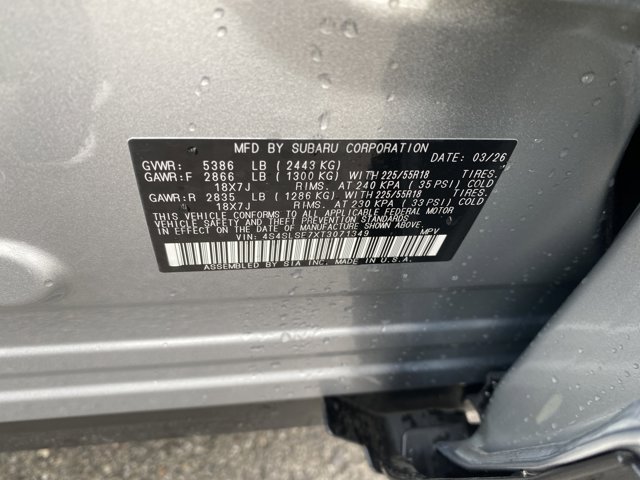 MFD BY SUBARU CORPORATION
GVWR: 5386 LB (2443 KG) DATE: 03/26
GAWR:F 2866 LB (1300 KG) WITH 225/55R18 TIRES,
18X7J RIMS, AT 240 KPA (35 PSI) COLD
GAWR:R 2835 LB (1286 KG) WITH 225/55R18 TIRES,
18X7J RIMS, AT 230 KPA (33 PSI) COLD
THIS VEHICLE CONFORMS TO ALL APPLICABLE FEDERAL MOTOR
VEHICLE SAFETY AND THEFT PREVENTION STANDARDS
IN EFFECT ON THE DATE OF MANUFACTURE SHOWN ABOVE.
VIN: 4S4SLSE7XT3071349 MPV
ASSEMBLED BY SIA INC. MADE IN U.S.A.